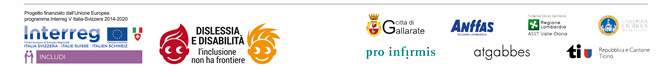 Progetto finanziato dall'Unione Europea
programma Interreg V Italia-Svizzera 2014-2020
Interreg
ITALIA SVIZZERA · ITALIE SUISSE · ITALIEN SCHWEIZ
INCLUDI
DISLESSIA
E DISABILITÀ
l'inclusione
non ha frontiere
città di
Gallarate
Anffas
Regione
Lombardia
ASST Valle Olona
pro infirmis
atgabbes
ti
Repubblica e Cantone
Ticino